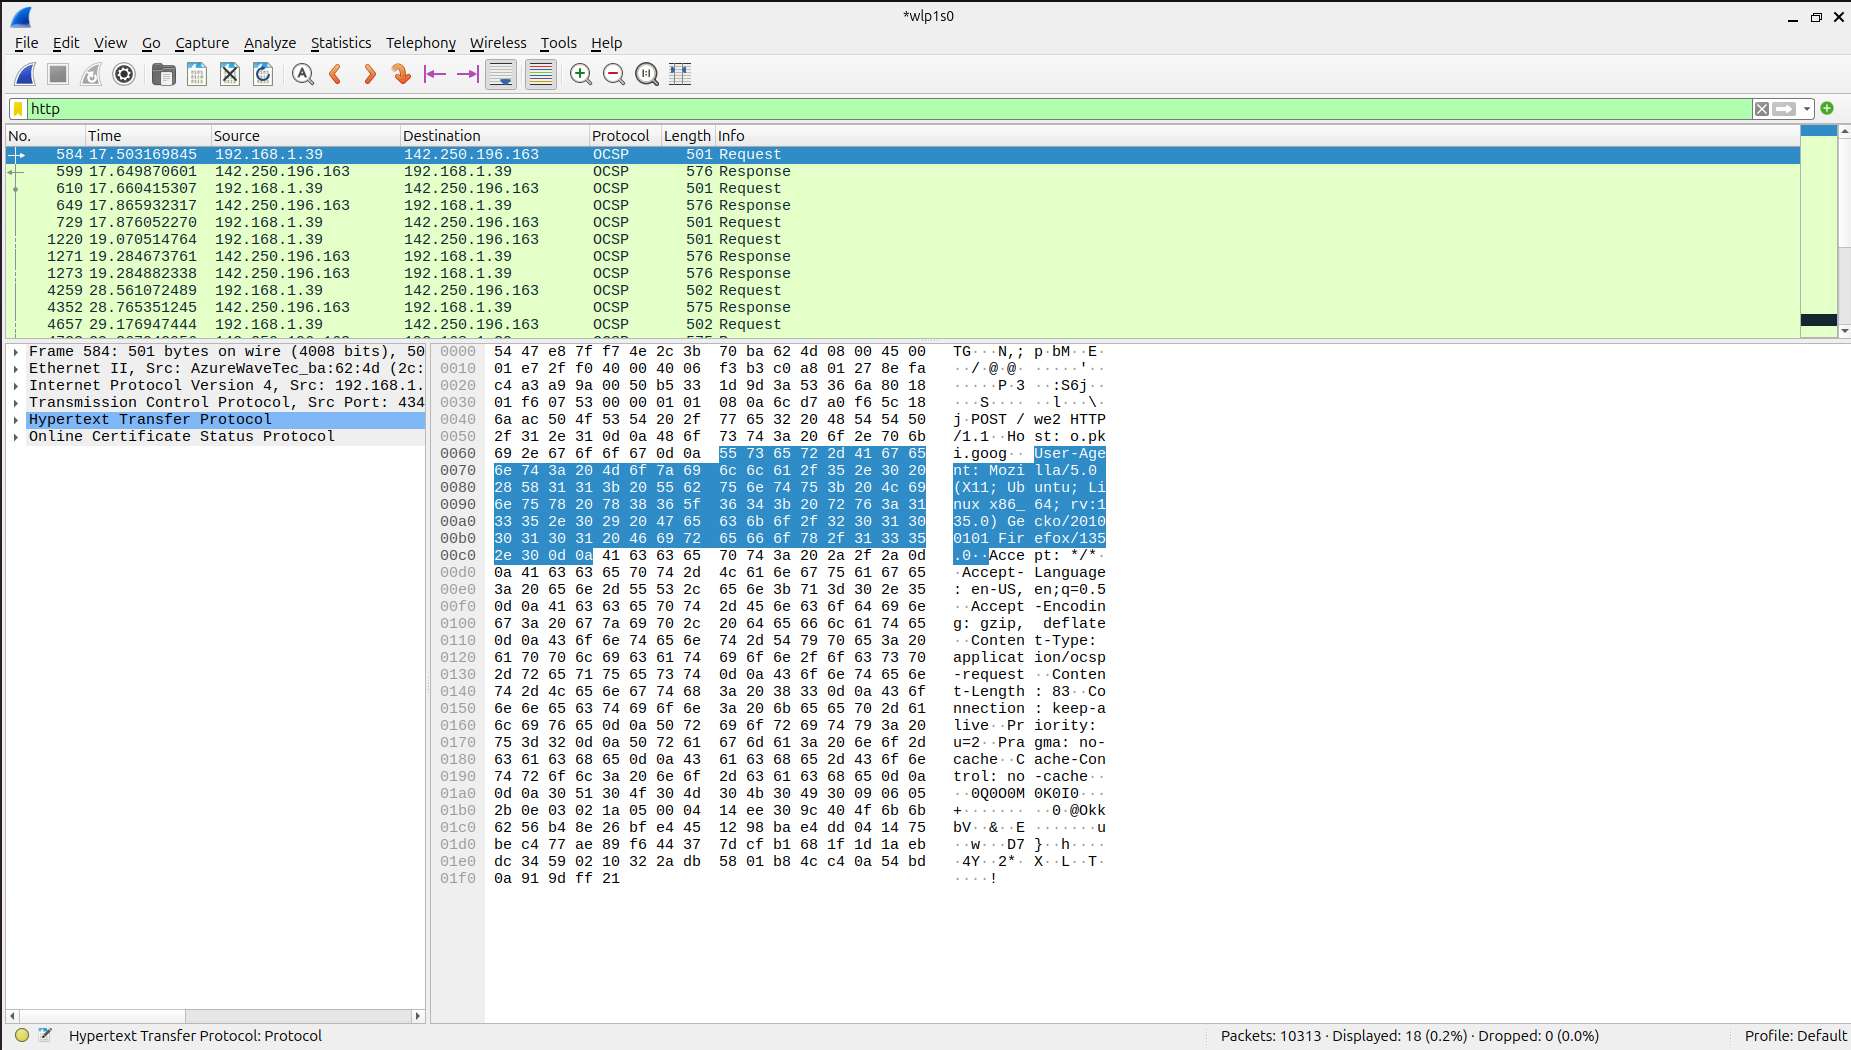 *wlp1s0
File Edit View Go Capture Analyze Statistics Telephony Wireless Tools Help
http
No. Time Source Destination Protocol Length Info
584 17.503169845 192.168.1.39 142.250.196.163 OCSP 501 Request
599 17.649870601 142.250.196.163 192.168.1.39 OCSP 576 Response
610 17.660415307 192.168.1.39 142.250.196.163 OCSP 501 Request
649 17.865932317 142.250.196.163 192.168.1.39 OCSP 576 Response
729 17.876052270 192.168.1.39 142.250.196.163 OCSP 501 Request
1220 19.070514764 192.168.1.39 142.250.196.163 OCSP 501 Request
1271 19.284673761 142.250.196.163 192.168.1.39 OCSP 576 Response
1273 19.284882338 142.250.196.163 192.168.1.39 OCSP 576 Response
4259 28.561072489 192.168.1.39 142.250.196.163 OCSP 502 Request
4352 28.765351245 142.250.196.163 192.168.1.39 OCSP 575 Response
4657 29.176947444 192.168.1.39 142.250.196.163 OCSP 502 Request
Frame 584: 501 bytes on wire (4008 bits), 50
Ethernet II, Src: AzureWaveTec_ba:62:4d (2c:
Internet Protocol Version 4, Src: 192.168.1.
Transmission Control Protocol, Src Port: 434
Hypertext Transfer Protocol
Online Certificate Status Protocol
0000 54 47 e8 7f f7 4e 2c 3b 70 ba 62 4d 08 00 45 00 TG···N,; p·bM··E·
0010 01 e7 2f f0 40 00 40 06 f3 b3 c0 a8 01 27 8e fa ··/·@·@· ·····'··
0020 c4 a3 a9 9a 00 50 b5 33 1d 9d 3a 53 36 6a 80 18 ·····P·3 ··:S6j··
0030 01 f6 07 53 00 00 01 01 08 0a 6c d7 a0 f6 5c 18 ···S···· ··l···\·
0040 6a ac 50 4f 53 54 20 2f 77 65 32 20 48 54 54 50 j·POST / we2 HTTP
0050 2f 31 2e 31 0d 0a 48 6f 73 74 3a 20 6f 2e 70 6b /1.1··Ho st: o.pk
0060 69 2e 67 6f 6f 67 0d 0a 55 73 65 72 2d 41 67 65 i.goog·· User-Age
0070 6e 74 3a 20 4d 6f 7a 69 6c 6c 61 2f 35 2e 30 20 nt: Mozi lla/5.0
0080 28 58 31 31 3b 20 55 62 75 6e 74 75 3b 20 4c 69 (X11; Ub untu; Li
0090 6e 75 78 20 78 38 36 5f 36 34 3b 20 72 76 3a 31 nux x86_ 64; rv:1
00a0 33 35 2e 30 29 20 47 65 63 6b 6f 2f 32 30 31 30 35.0) Ge cko/2010
00b0 30 31 30 31 20 46 69 72 65 66 6f 78 2f 31 33 35 0101 Fir efox/135
00c0 2e 30 0d 0a 41 63 63 65 70 74 3a 20 2a 2f 2a 0d .0··Acce pt: */*·
00d0 0a 41 63 63 65 70 74 2d 4c 61 6e 67 75 61 67 65 ·Accept- Language
00e0 3a 20 65 6e 2d 55 53 2c 65 6e 3b 71 3d 30 2e 35 : en-US, en;q=0.5
00f0 0d 0a 41 63 63 65 70 74 2d 45 6e 63 6f 64 69 6e ··Accept -Encodin
0100 67 3a 20 67 7a 69 70 2c 20 64 65 66 6c 61 74 65 g: gzip, deflate
0110 0d 0a 43 6f 6e 74 65 6e 74 2d 54 79 70 65 3a 20 ··Conten t-Type:
0120 61 70 70 6c 69 63 61 74 69 6f 6e 2f 6f 63 73 70 applicat ion/ocsp
0130 2d 72 65 71 75 65 73 74 0d 0a 43 6f 6e 74 65 6e -request ··Conten
0140 74 2d 4c 65 6e 67 74 68 3a 20 38 33 0d 0a 43 6f t-Length : 83··Co
0150 6e 6e 65 63 74 69 6f 6e 3a 20 6b 65 65 70 2d 61 nnection : keep-a
0160 6c 69 76 65 0d 0a 50 72 69 6f 72 69 74 79 3a 20 live··Pr iority:
0170 75 3d 32 0d 0a 50 72 61 67 6d 61 3a 20 6e 6f 2d u=2··Pra gma: no-
0180 63 61 63 68 65 0d 0a 43 61 63 68 65 2d 43 6f 6e cache··C ache-Con
0190 74 72 6f 6c 3a 20 6e 6f 2d 63 61 63 68 65 0d 0a trol: no -cache··
01a0 0d 0a 30 51 30 4f 30 4d 30 4b 30 49 30 09 06 05 ··0Q0O0M 0K0I0···
01b0 2b 0e 03 02 1a 05 00 04 14 ee 30 9c 40 4f 6b 6b +······· ··0·@Okk
01c0 62 56 b4 8e 26 bf e4 45 12 98 ba e4 dd 04 14 75 bV··&··E ·······u
01d0 be c4 77 ae 89 f6 44 37 7d cf b1 68 1f 1d 1a eb ··w···D7 }··h····
01e0 dc 34 59 02 10 32 2a db 58 01 b8 4c c4 0a 54 bd ·4Y··2*· X··L··T·
01f0 0a 91 9d ff 21 ····!
Hypertext Transfer Protocol: Protocol
Packets: 10313 · Displayed: 18 (0.2%) · Dropped: 0 (0.0%)
Profile: Default